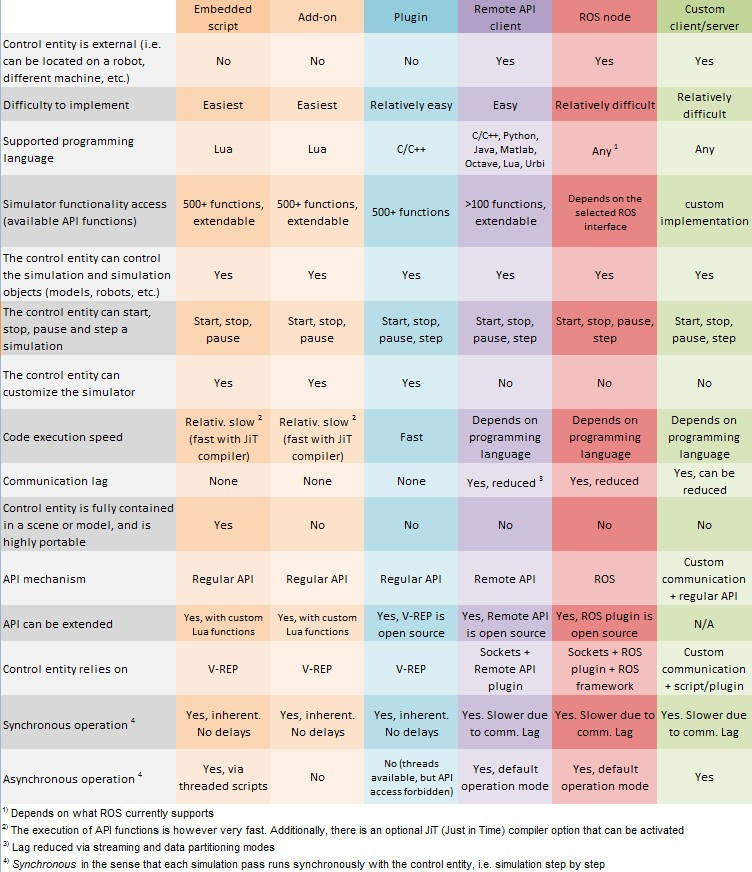 Embedded script
Add-on
Plugin
Remote API client
ROS node
Custom client/server
Control entity is external (i.e.
can be located on a robot,
different machine, etc.)
No
No
No
Yes
Yes
Yes
Difficulty to implement
Easiest
Easiest
Relatively easy
Easy
Relatively difficult
Relatively
difficult
Supported programming
language
Lua
Lua
C/C++
C/C++, Python,
Java, Matlab,
Octave, Lua, Urbi
Any 1
Any
Simulator functionality access
(available API functions)
500+ functions,
extendable
500+ functions,
extendable
500+ functions
>100 functions,
extendable
Depends on the
selected ROS
interface
custom
implementation
The control entity can control
the simulation and simulation
objects (models, robots, etc.)
Yes
Yes
Yes
Yes
Yes
Yes
The control entity can start,
stop, pause and step a
simulation
Start, stop,
pause
Start, stop,
pause
Start, stop,
pause, step
Start, stop,
pause, step
Start, stop, pause,
step
Start, stop,
pause, step
The control entity can
customize the simulator
Yes
Yes
Yes
No
No
No
Code execution speed
Relativ. slow 2
(fast with JiT
compiler)
Relativ. slow 2
(fast with JiT
compiler)
Fast
Depends on
programming
language
Depends on
programming
language
Depends on
programming
language
Communication lag
None
None
None
Yes, reduced 3
Yes, reduced
Yes, can be
reduced
Control entity is fully contained
in a scene or model, and is
highly portable
Yes
No
No
No
No
No
API mechanism
Regular API
Regular API
Regular API
Remote API
ROS
Custom
communication
+ regular API
API can be extended
Yes, with custom
Lua functions
Yes, with custom
Lua functions
Yes, V-REP is
open source
Yes, Remote API
is open source
Yes, ROS plugin is
open source
N/A
Control entity relies on
V-REP
V-REP
V-REP
Sockets +
Remote API
plugin
Sockets + ROS
plugin + ROS
framework
Custom
communication
+ script/plugin
Synchronous operation 4
Yes, inherent.
No delays
Yes, inherent.
No delays
Yes, inherent.
No delays
Yes. Slower due
to comm. Lag
Yes. Slower due to
comm. Lag
Yes. Slower due
to comm. Lag
Asynchronous operation 4
Yes, via
threaded scripts
No
No (threads
available, but API
access forbidden)
Yes, default
operation mode
Yes, default
operation mode
Yes
1) Depends on what ROS currently supports
2) The execution of API functions is however very fast. Additionally, there is an optional JiT (Just in Time) compiler option that can be activated
3) Lag reduced via streaming and data partitioning modes
4) Synchronous in the sense that each simulation pass runs synchronously with the control entity, i.e. simulation step by step